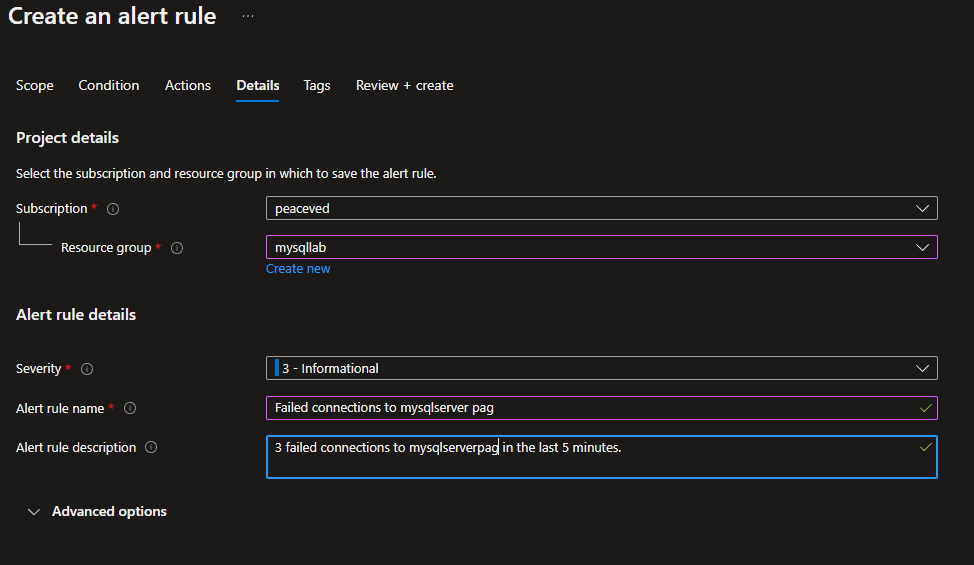 Create an alert rule ...
Scope Condition Actions Details Tags Review + create
Project details
Select the subscription and resource group in which to save the alert rule.
Subscription * peaceved
Resource group * mysqllab
Create new
Alert rule details
Severity * 3 - Informational
Alert rule name * Failed connections to mysqlserver pag
Alert rule description 3 failed connections to mysqlserverpag in the last 5 minutes.
Advanced options